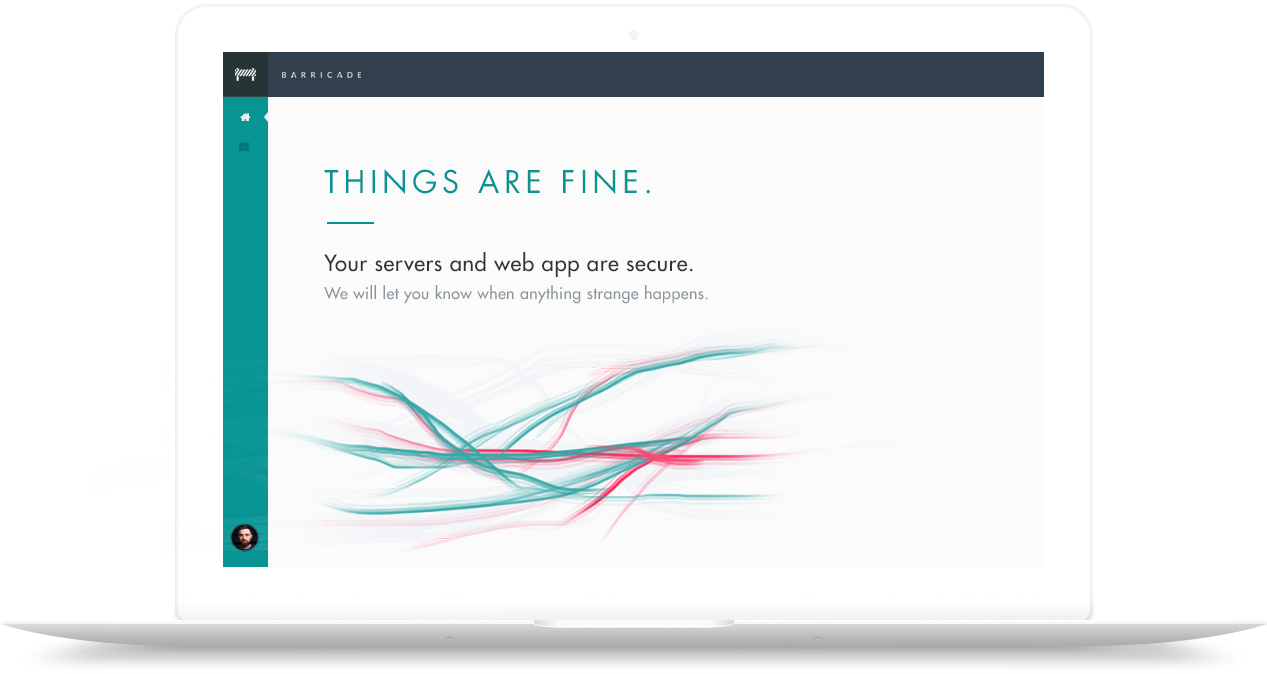 BARRICADE
THINGS ARE FINE.
Your servers and web app are secure.
We will let you know when anything strange happens.